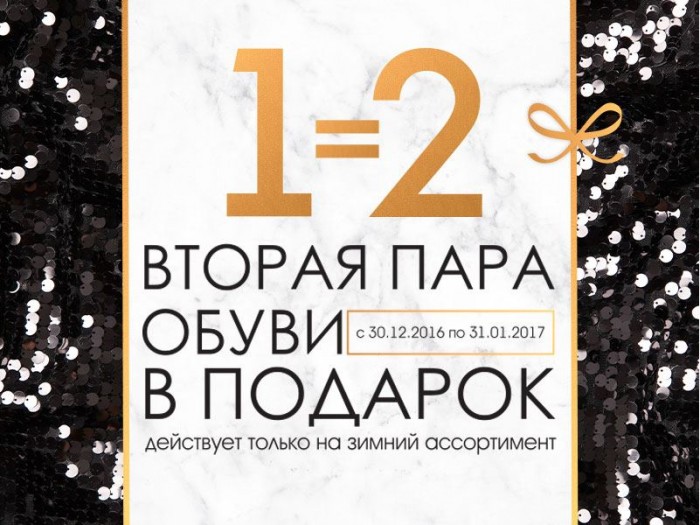 1=2
ВТОРАЯ ПАРА
ОБУВИ с 30.12.2016 по 31.01.2017
В ПОДАРОК
действует только на зимний ассортимент